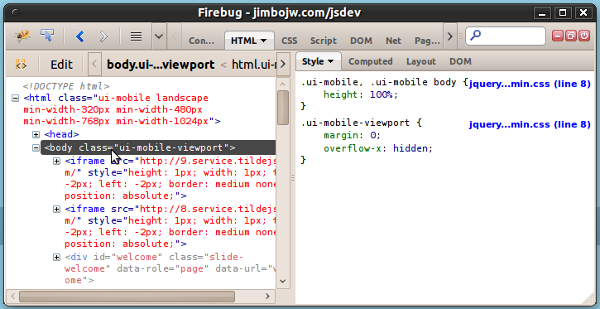 Firebug - jimbojw.com/jsdev
Con... HTML CSS Script DOM Net Pag...
Edit body.ui-...viewport < html.ui-
Style Computed Layout DOM
<!DOCTYPE html>
<html class="ui-mobile landscape
min-width-320px min-width-480px
min-width-768px min-width-1024px">
<head>
<body class="ui-mobile-viewport">
<iframe src="http://9.service.tildejs
m/" style="height: 1px; width: 1px; t
-2px; left: -2px; border: medium none
position: absolute;">
<iframe src="http://8.service.tildejs
m/" style="height: 1px; width: 1px; t
-2px; left: -2px; border: medium none
position: absolute;">
<div id="welcome" class="slide-
welcome" data-role="page" data-url="w
ome">
.ui-mobile, .ui-mobile body { jquery...min.css (line 8)
height: 100%;
}
.ui-mobile-viewport { jquery...min.css (line 8)
margin: 0;
overflow-x: hidden;
}